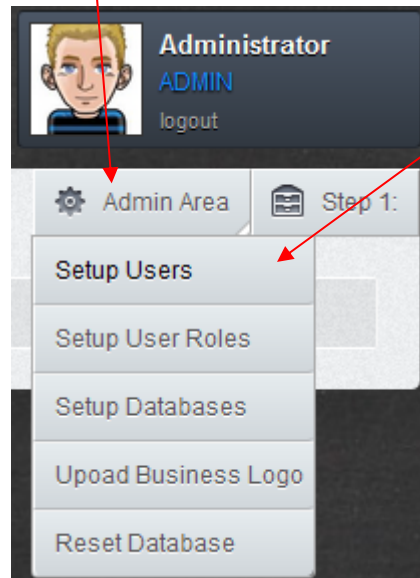 Administrator
ADMIN
logout
Admin Area
Step 1:
Setup Users
Setup User Roles
Setup Databases
Upoad Business Logo
Reset Database